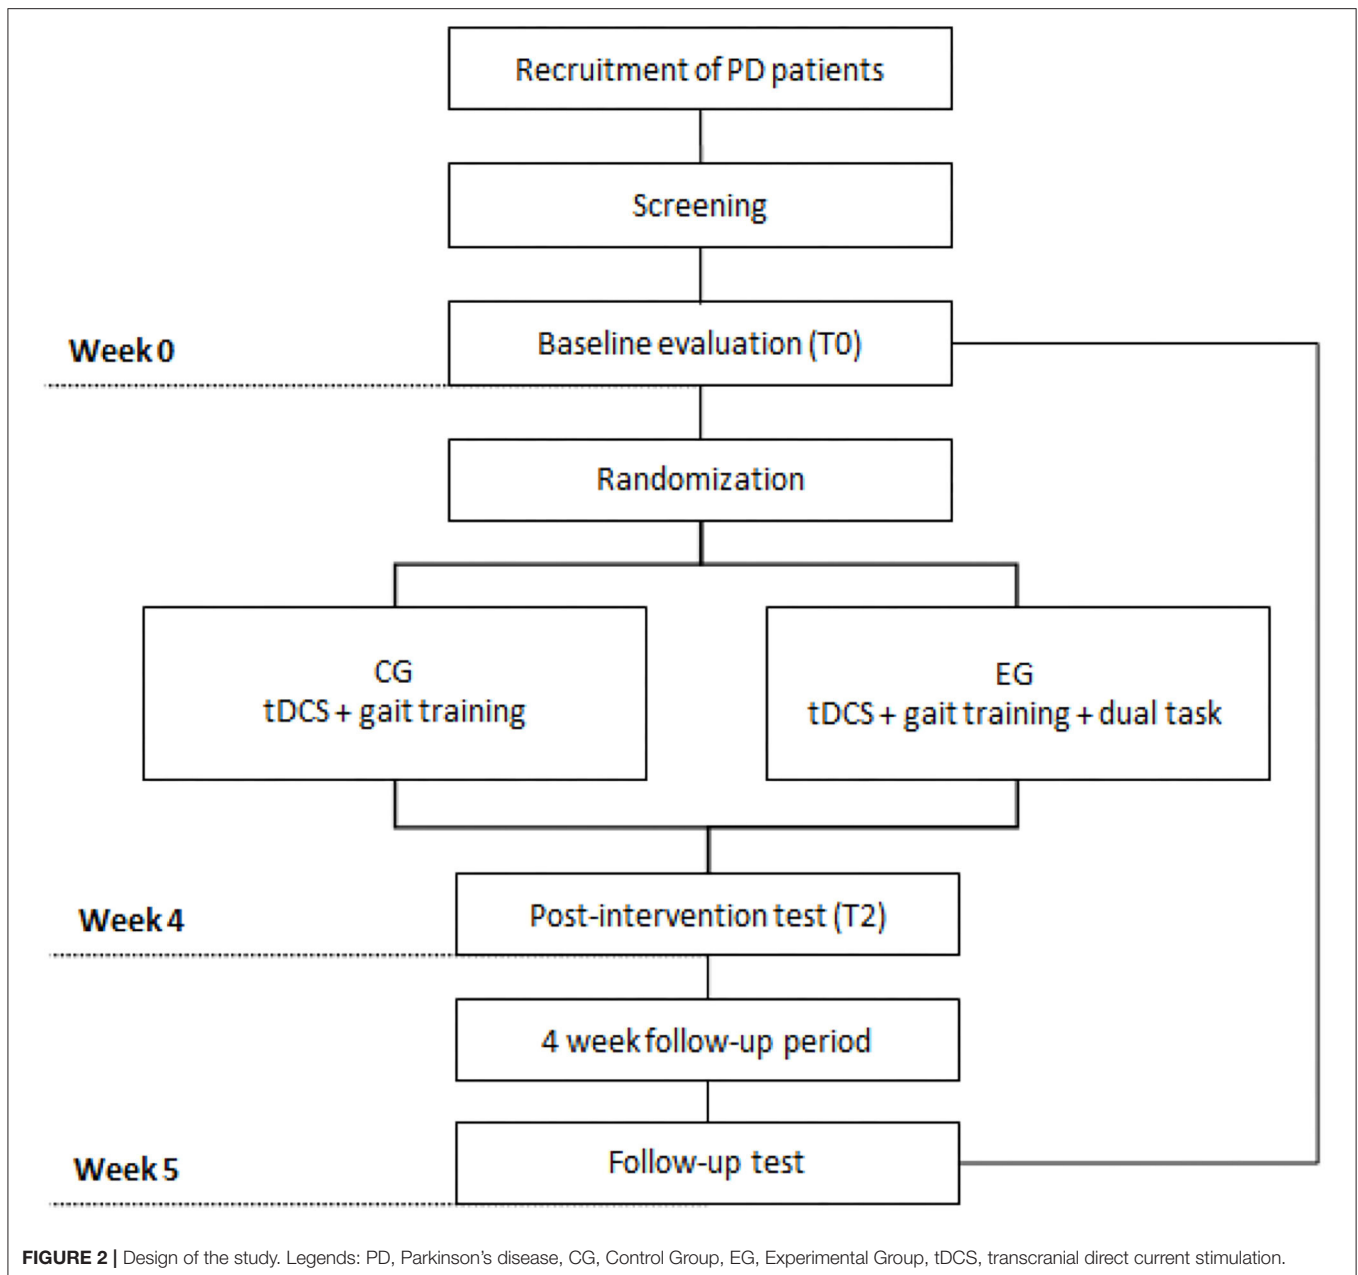 Recruitment of PD patients
Screening
Week 0
Baseline evaluation (T0)
Randomization
CG
tDCS + gait training
EG
tDCS + gait training + dual task
Week 4
Post-intervention test (T2)
4 week follow-up period
Week 5
Follow-up test
FIGURE 2 | Design of the study. Legends: PD, Parkinson's disease, CG, Control Group, EG, Experimental Group, tDCS, transcranial direct current stimulation.